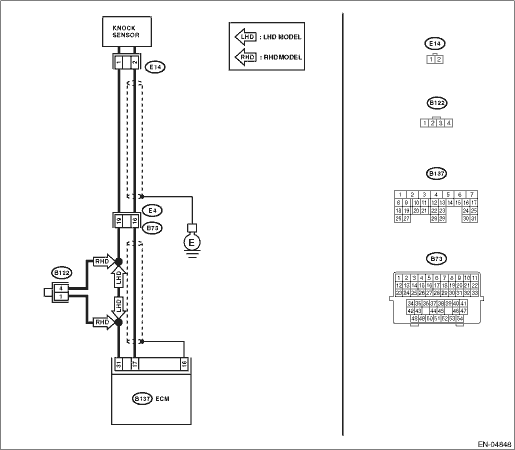 KNOCK
SENSOR
LHD : LHD MODEL
RHD : RHD MODEL
1 2
E14
19 16
E4
B73
E
B122
4
1
RHD
LHD
LHD
RHD
31 17 16
B137 ECM
E14
1 2
B122
1 2 3 4
B137
1 2 3 4 5 6 7
8 9 10 11 12 13 14 15 16 17
18 19 20 21 22 23 24 25
26 27 28 29 30 31
B73
1 2 3 4 5 6 7 8 9 10 11
12 13 14 15 16 17 18 19 20 21 22
23 24 25 26 27 28 29 30 31 32 33
34 35 36 37 38 39 40 41
42 43 44 45 46 47
48 49 50 51 52 53 54
EN-04848